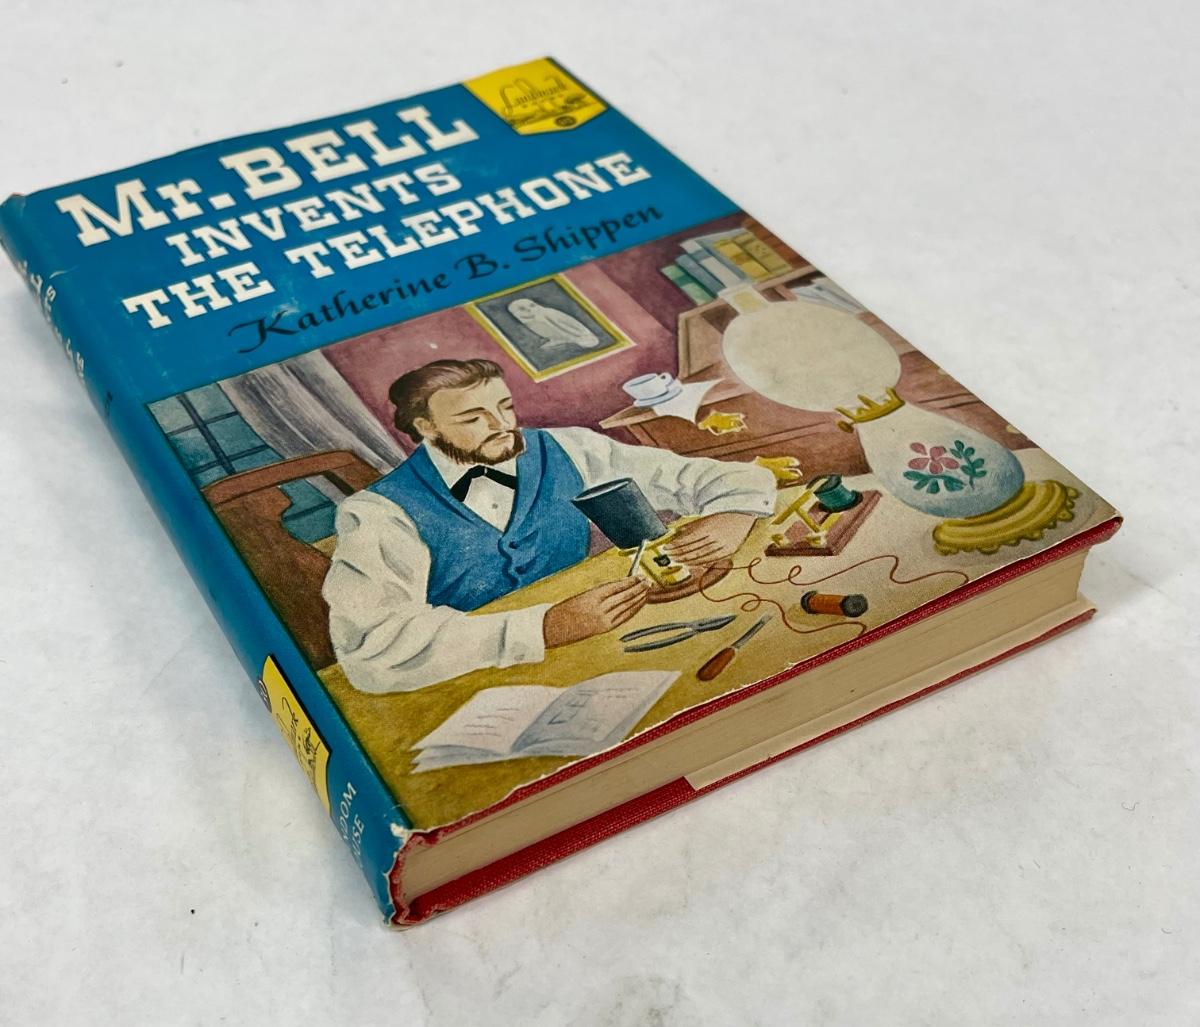 Mr. BELL
INVENTS
THE TELEPHONE
Katherine B. Shippen